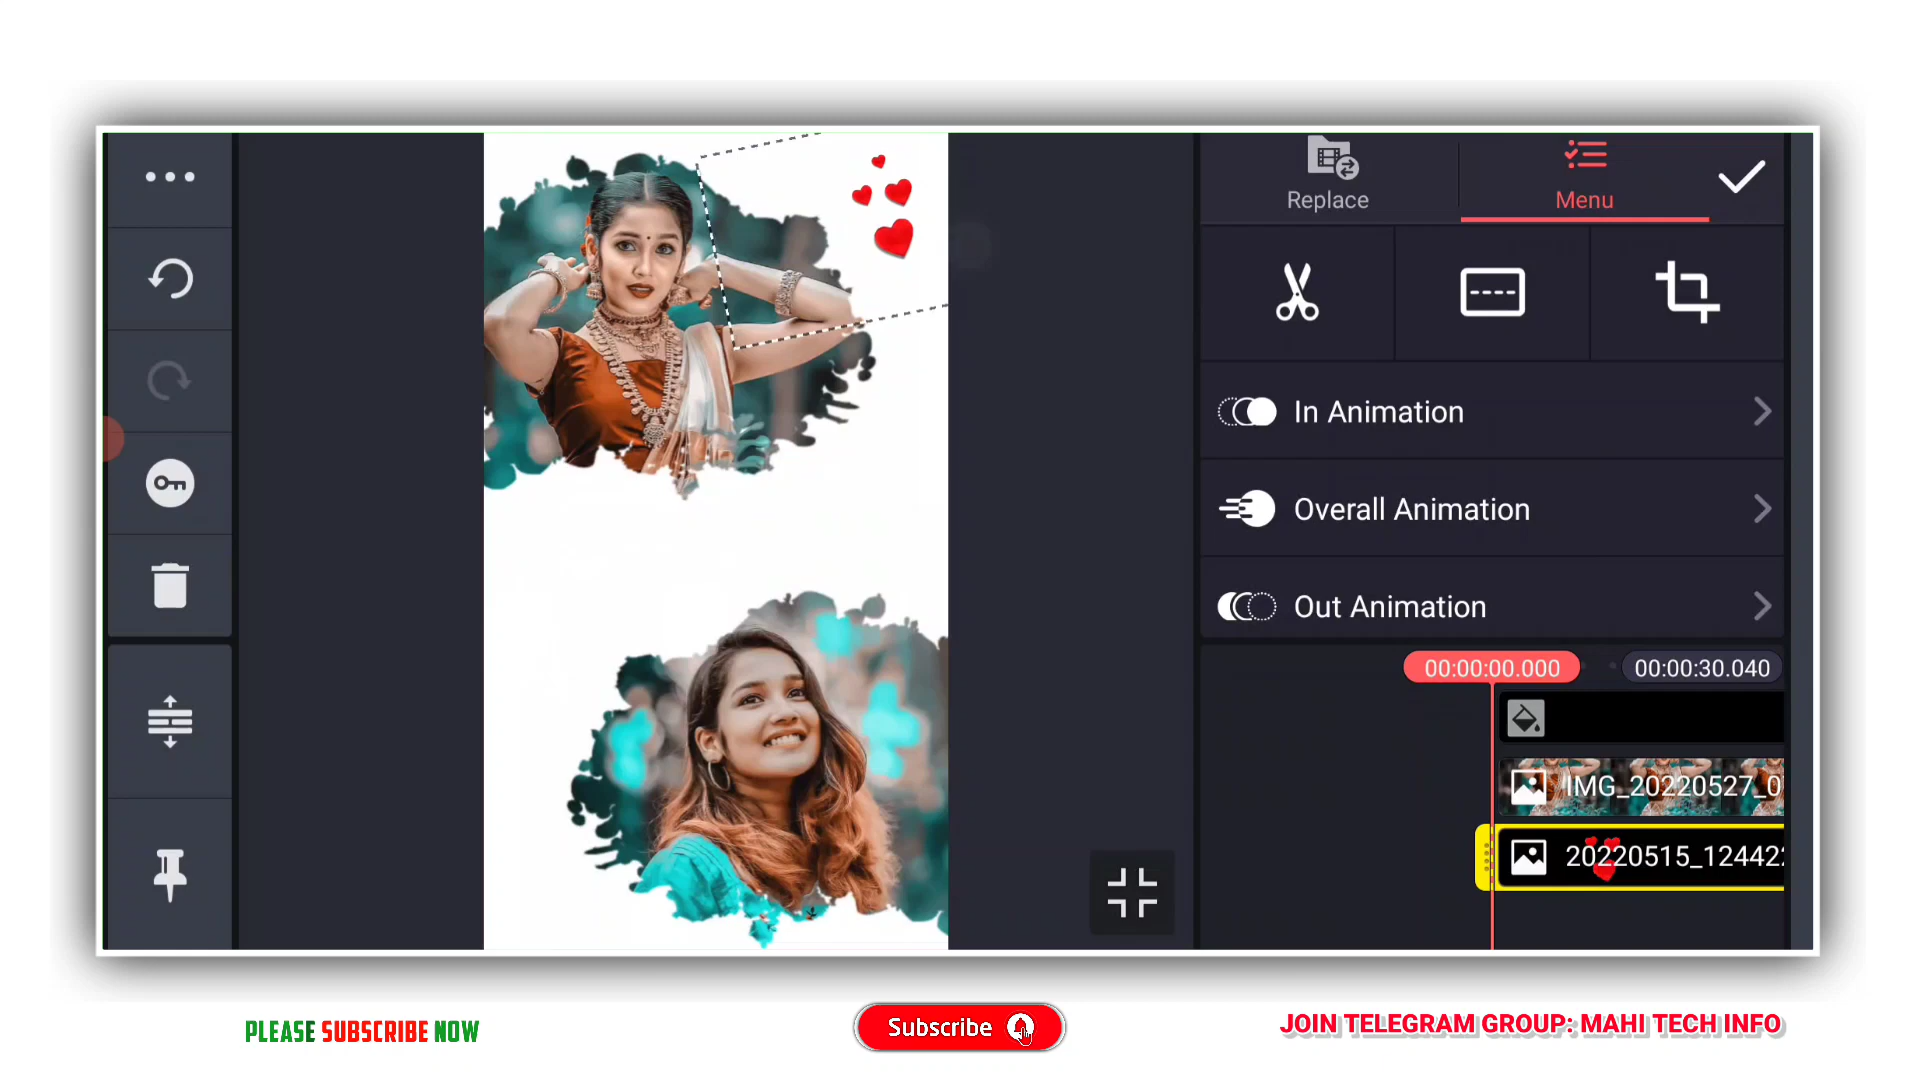 Replace
Menu
In Animation
Overall Animation
Out Animation
00:00:00.000
00:00:30.040
IMG_20220527_0
20220515_12442
PLEASE SUBSCRIBE NOW
Subscribe
JOIN TELEGRAM GROUP: MAHI TECH INFO